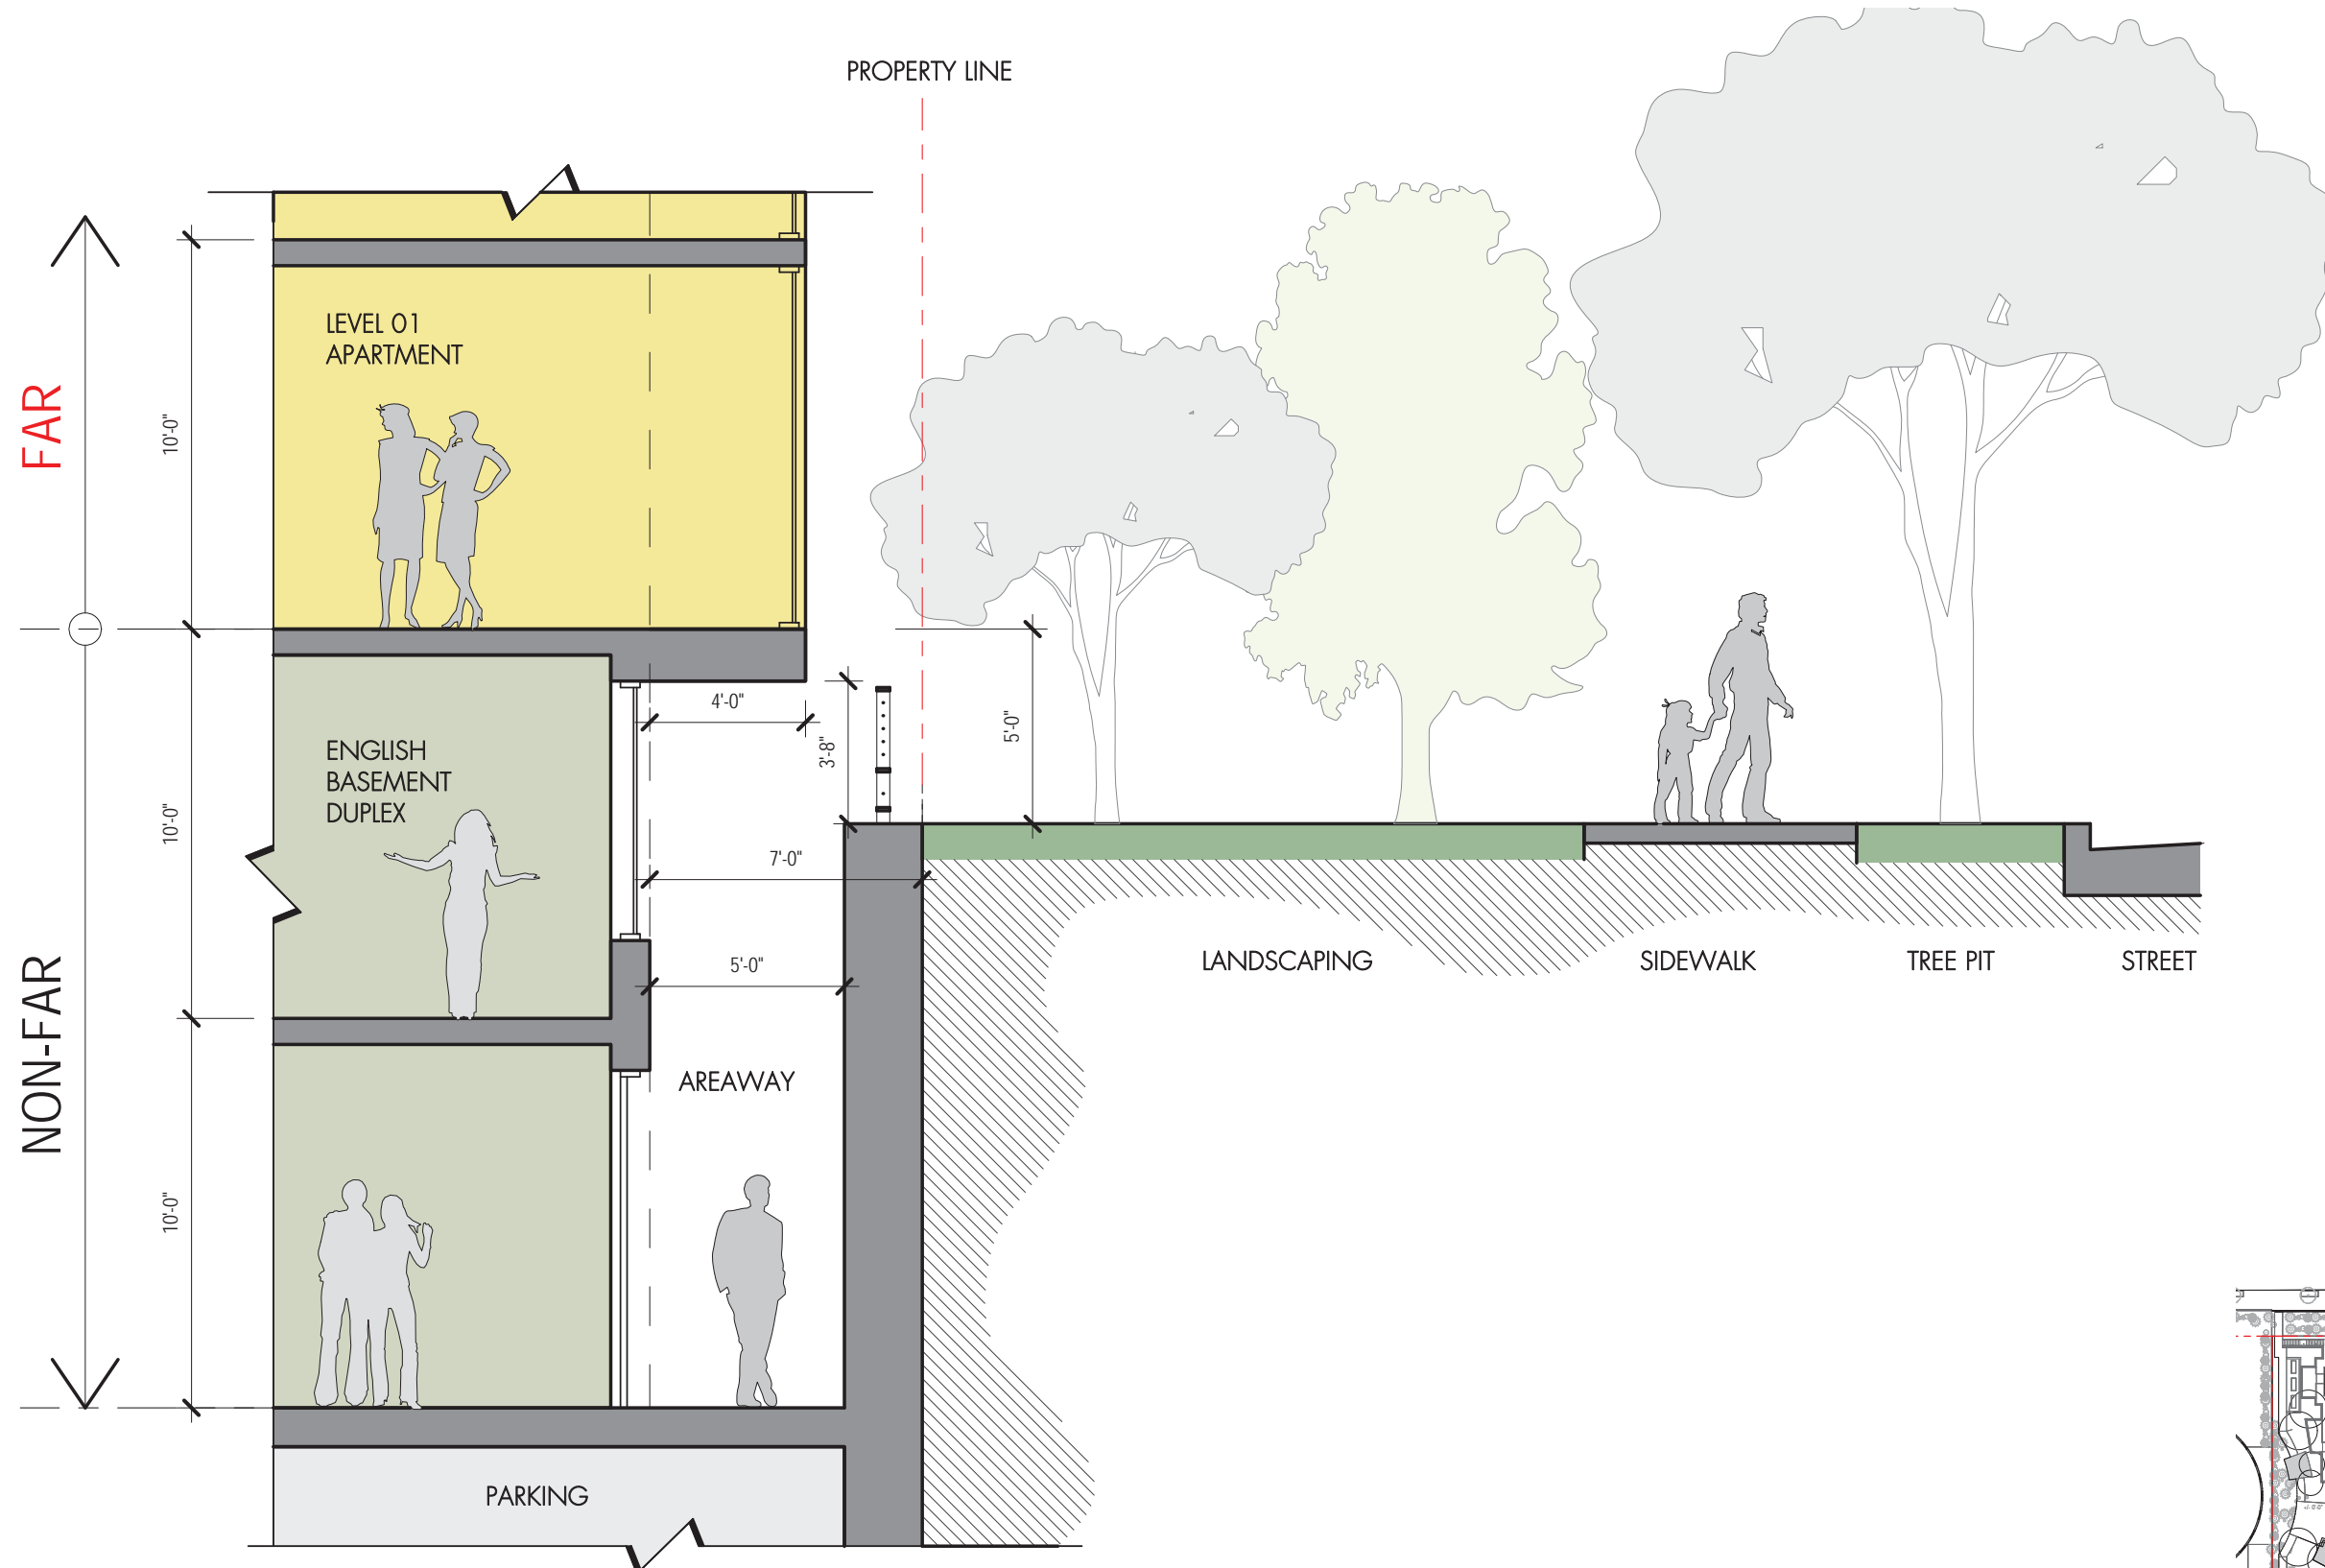 PROPERTY LINE
FAR
10'-0"
LEVEL 01
APARTMENT
4'-0"
3'-8"
5'-0"
ENGLISH
BASEMENT
DUPLEX
10'-0"
7'-0"
5'-0"
LANDSCAPING
SIDEWALK
TREE PIT
STREET
NON-FAR
AREAWAY
10'-0"
PARKING